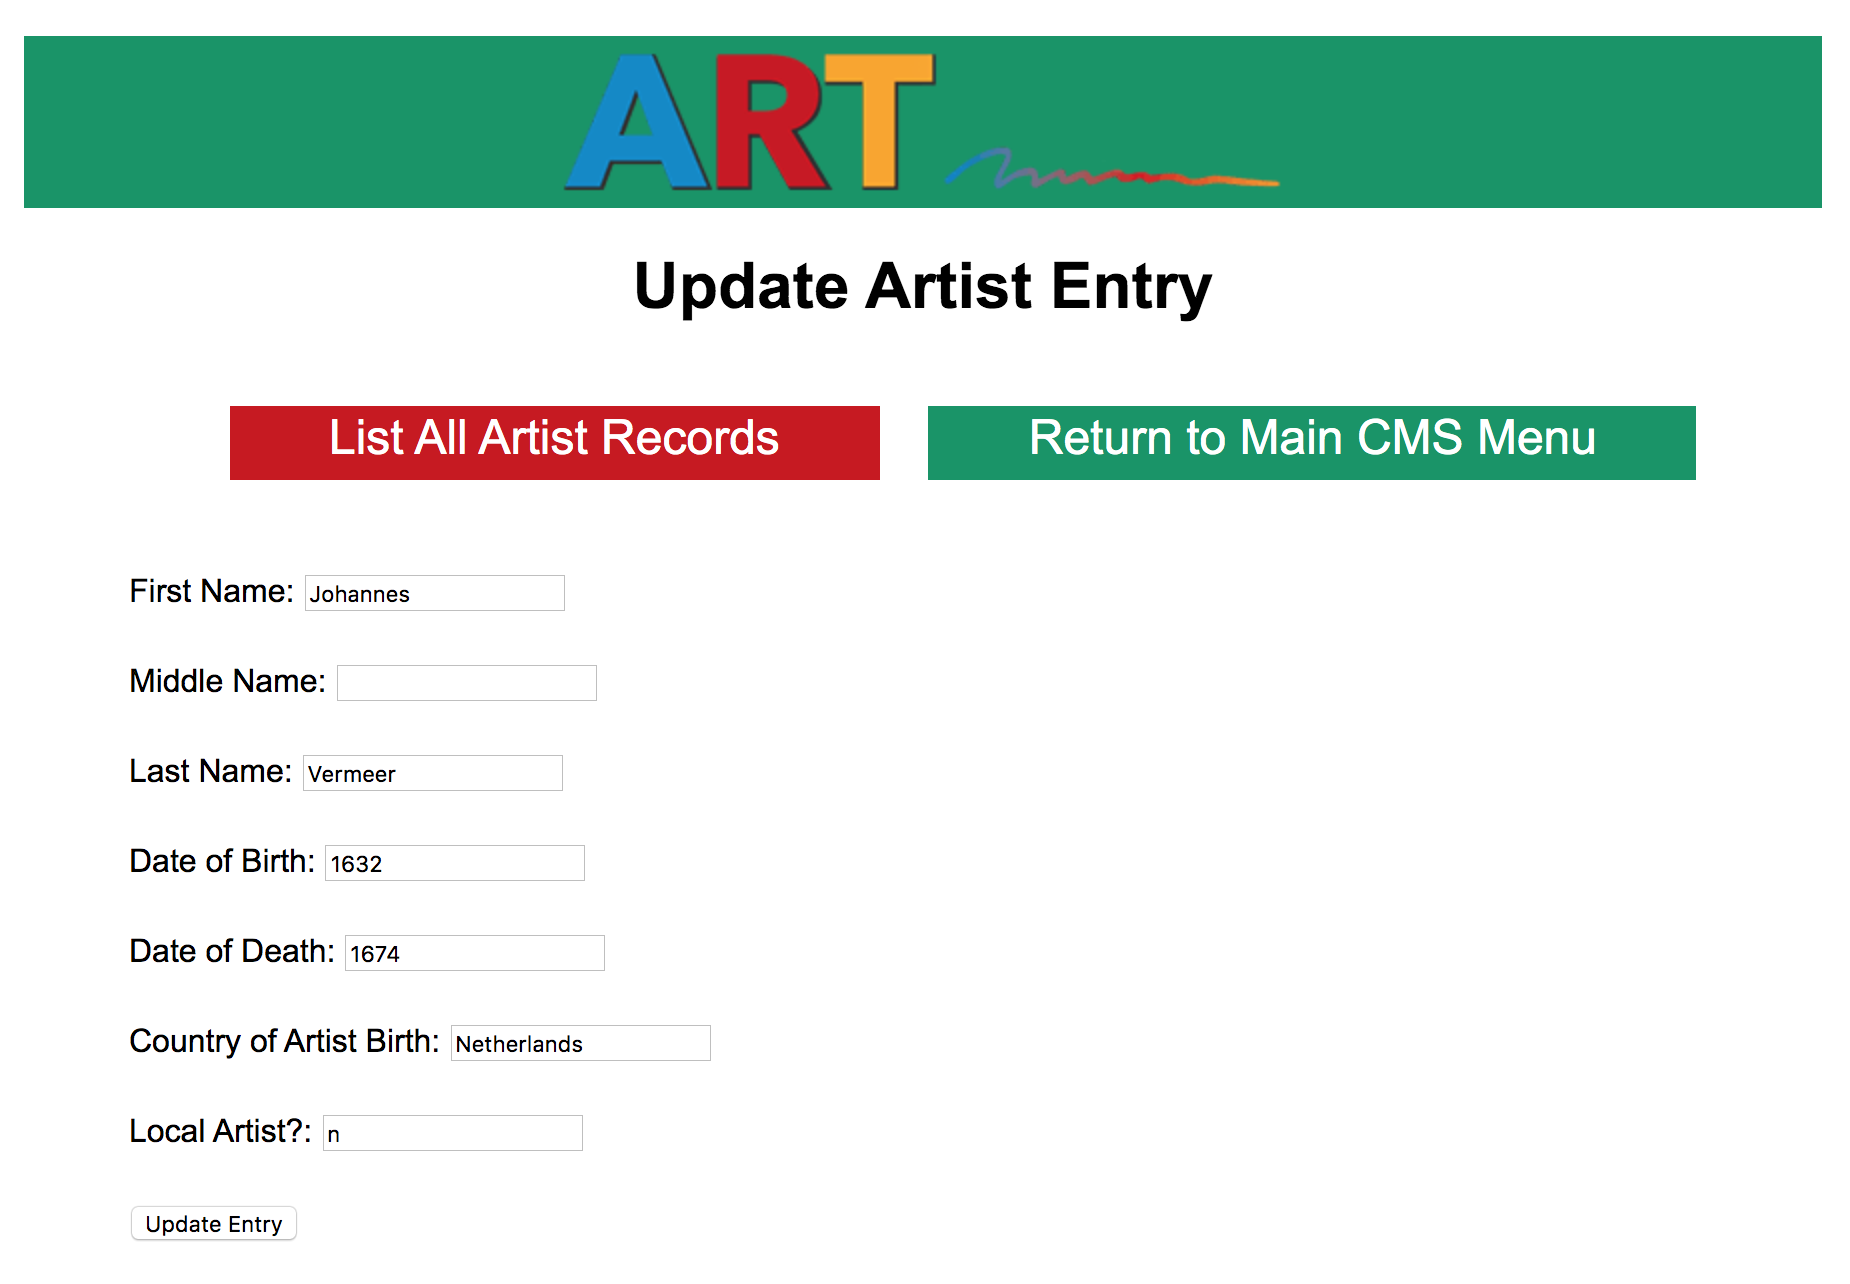 ART
Update Artist Entry
List All Artist Records Return to Main CMS Menu
First Name: Johannes
Middle Name:
Last Name: Vermeer
Date of Birth: 1632
Date of Death: 1674
Country of Artist Birth: Netherlands
Local Artist?: n
Update Entry